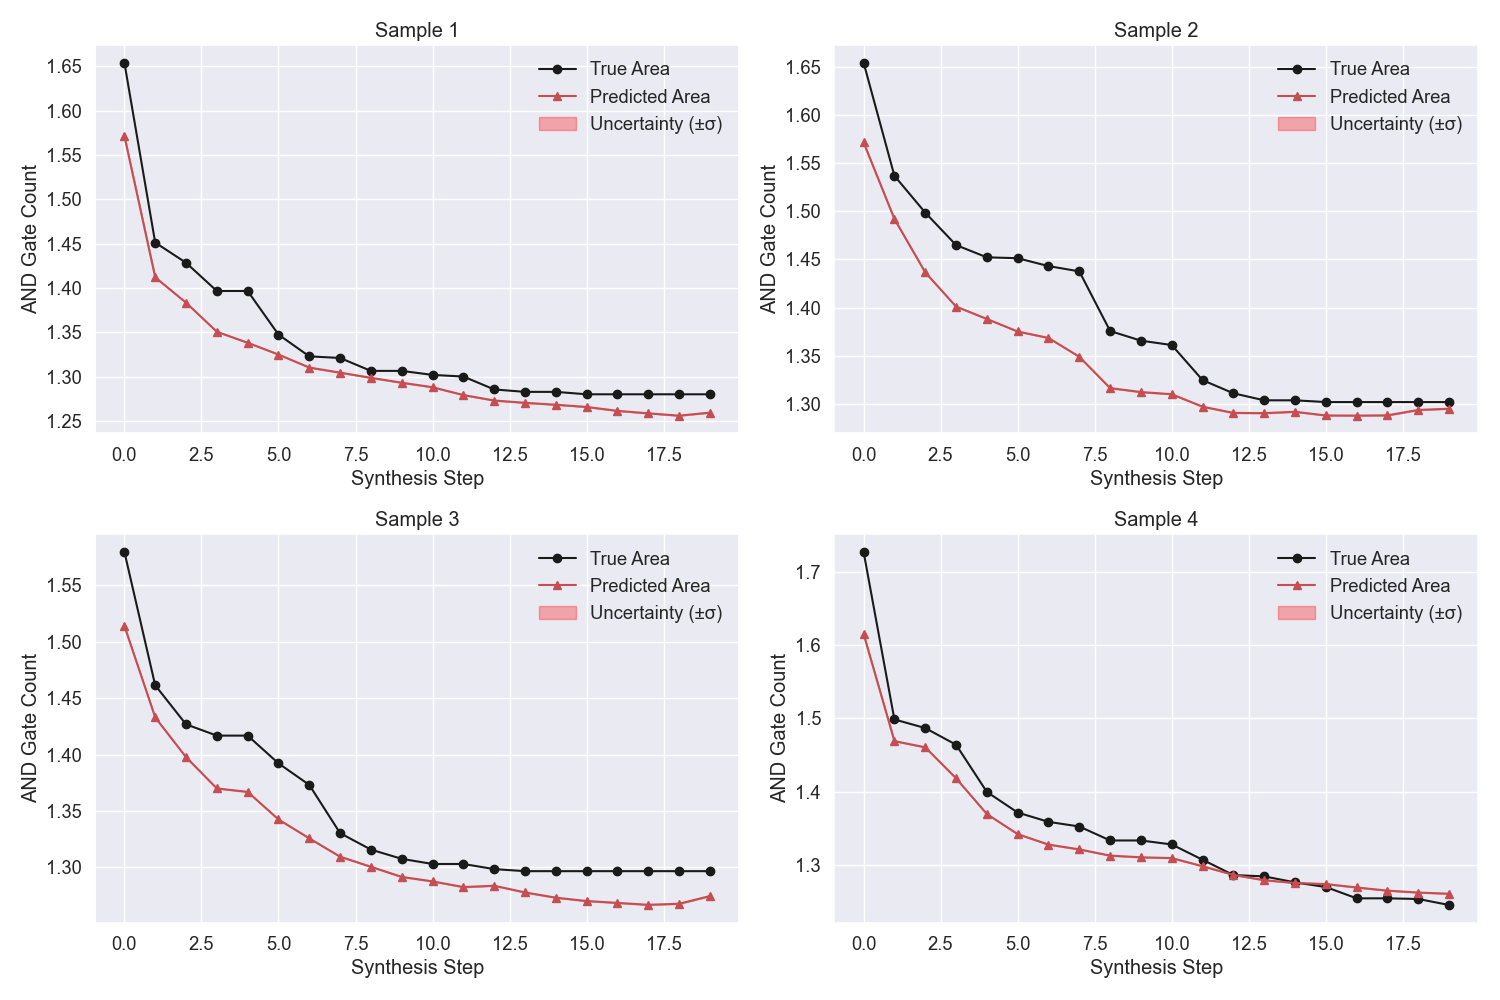 Sample 1
True Area
Predicted Area
Uncertainty (±σ)
AND Gate Count
1.65
1.60
1.55
1.50
1.45
1.40
1.35
1.30
1.25
0.0 2.5 5.0 7.5 10.0 12.5 15.0 17.5
Synthesis Step
Sample 2
True Area
Predicted Area
Uncertainty (±σ)
AND Gate Count
1.65
1.60
1.55
1.50
1.45
1.40
1.35
1.30
0.0 2.5 5.0 7.5 10.0 12.5 15.0 17.5
Synthesis Step
Sample 3
True Area
Predicted Area
Uncertainty (±σ)
AND Gate Count
1.55
1.50
1.45
1.40
1.35
1.30
0.0 2.5 5.0 7.5 10.0 12.5 15.0 17.5
Synthesis Step
Sample 4
True Area
Predicted Area
Uncertainty (±σ)
AND Gate Count
1.7
1.6
1.5
1.4
1.3
0.0 2.5 5.0 7.5 10.0 12.5 15.0 17.5
Synthesis Step